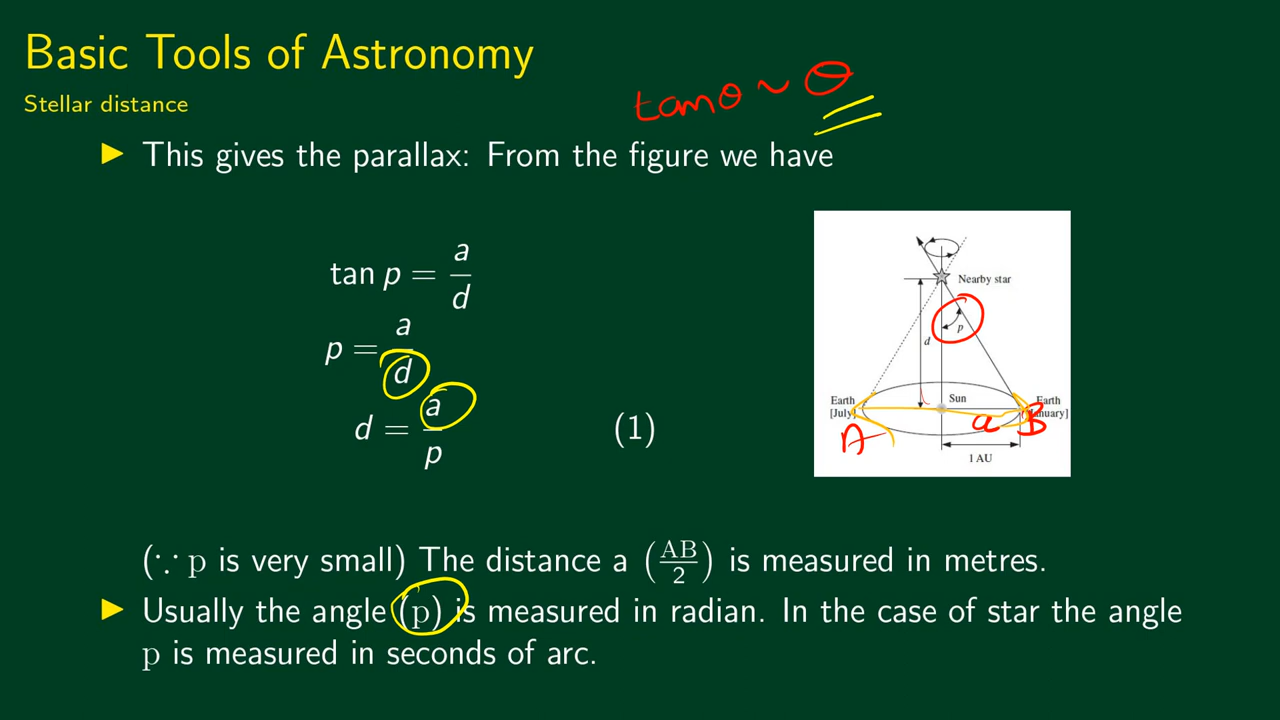 Basic Tools of Astronomy
Stellar distance
tanθ ~ θ
▶ This gives the parallax: From the figure we have
tan p = a/d
p = a/d
d = a/p (1)
Nearby star
p
d
Sun
Earth
[July]
Earth
nuary]
A
a
B
1 AU
(∵ p is very small) The distance a (AB/2) is measured in metres.
▶ Usually the angle (p) is measured in radian. In the case of star the angle
p is measured in seconds of arc.